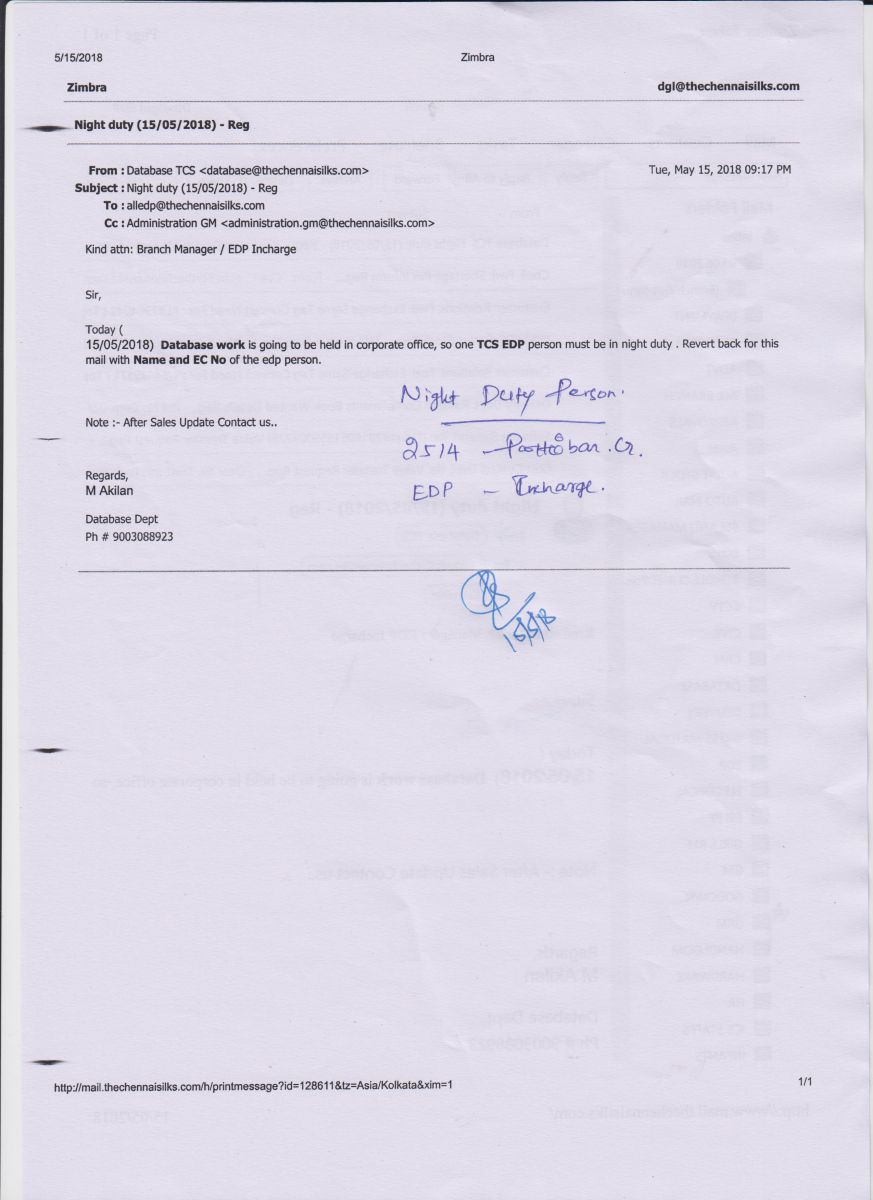 5/15/2018 Zimbra
Zimbra dgl@thechennaisilks.com
Night duty (15/05/2018) - Reg
From : Database TCS <database@thechennaisilks.com> Tue, May 15, 2018 09:17 PM
Subject : Night duty (15/05/2018) - Reg
To : alledp@thechennaisilks.com
Cc : Administration GM <administration.gm@thechennaisilks.com>
Kind attn: Branch Manager / EDP Incharge
Sir,
Today (
15/05/2018) Database work is going to be held in corporate office, so one TCS EDP person must be in night duty . Revert back for this
mail with Name and EC No of the edp person.
Night Duty Person.
Note :- After Sales Update Contact us..
2514 -
Regards,
M Akilan
EDP - Incharge.
Database Dept
Ph # 9003088923
http://mail.thechennaisilks.com/h/printmessage?id=128611&tz=Asia/Kolkata&xim=1 1/1